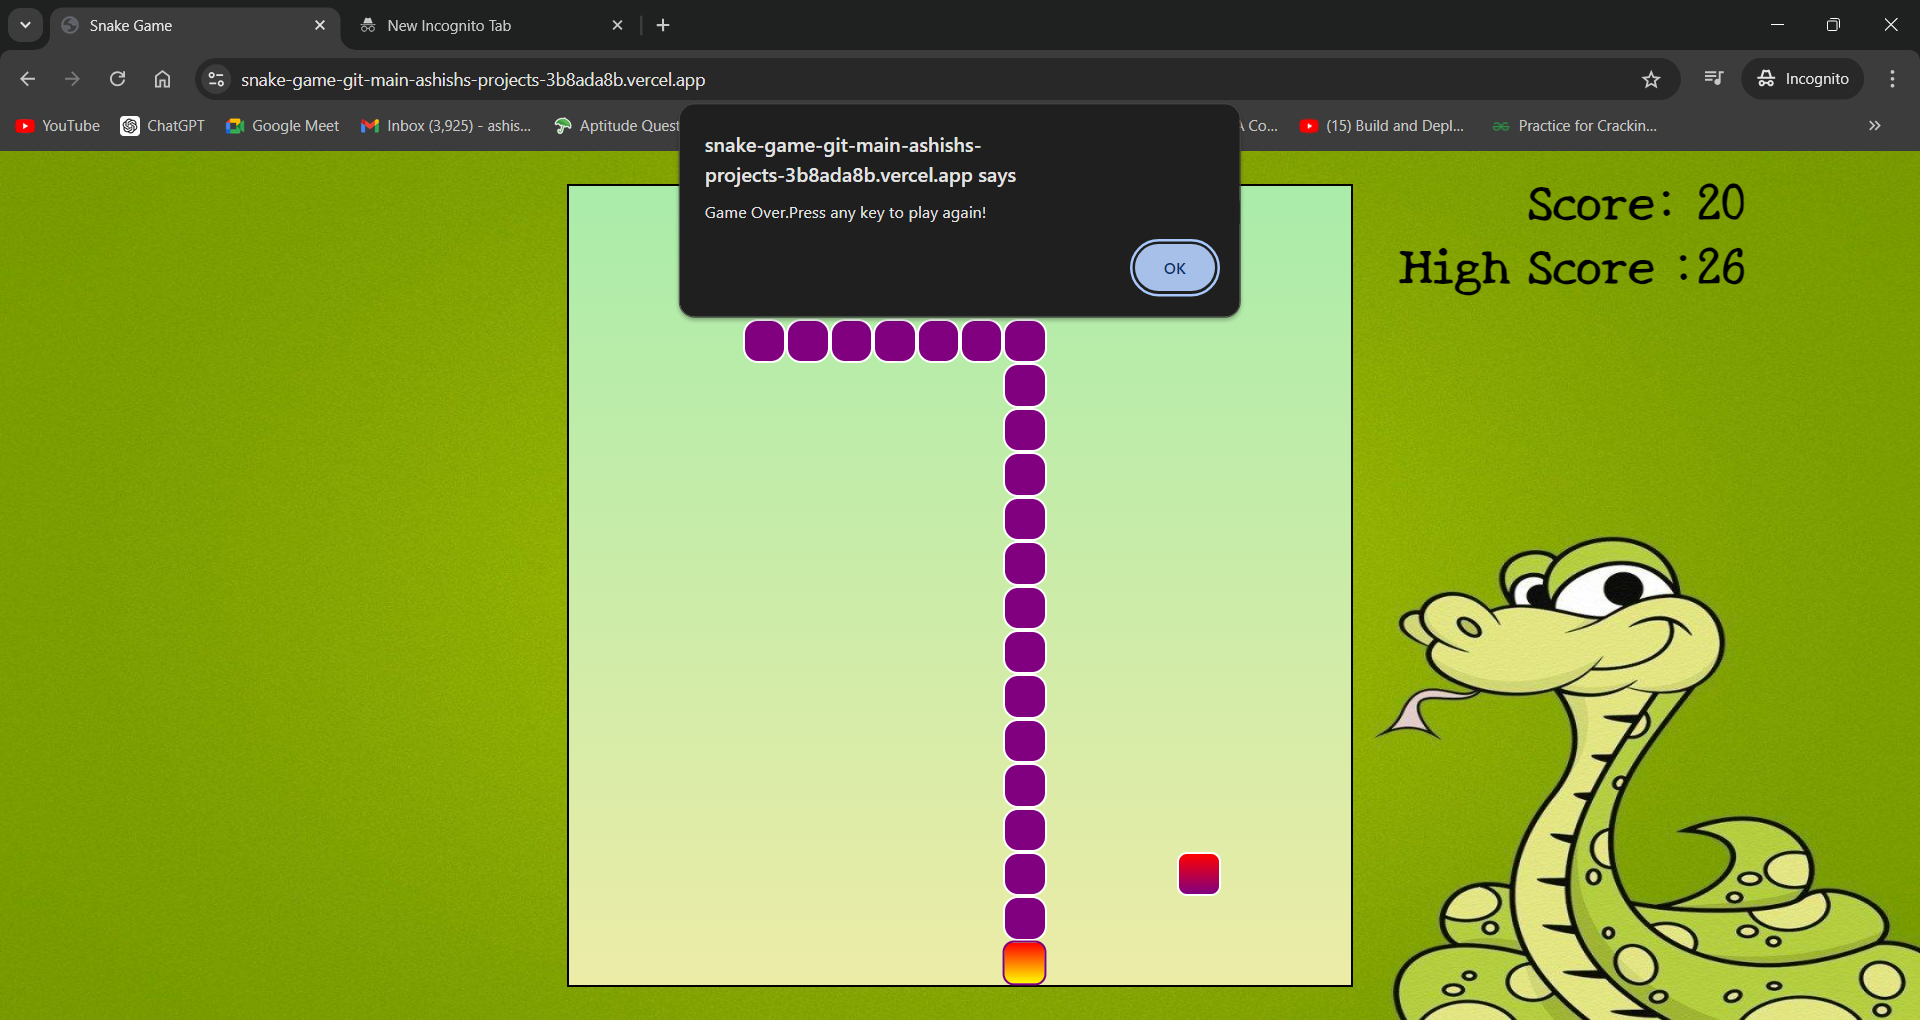 Snake Game
New Incognito Tab
snake-game-git-main-ashishs-projects-3b8ada8b.vercel.app
Incognito
YouTube
ChatGPT
Google Meet
Inbox (3,925) - ashis...
Aptitude Quest
Co...
(15) Build and Depl...
Practice for Crackin...
snake-game-git-main-ashishs-
projects-3b8ada8b.vercel.app says
Game Over.Press any key to play again!
OK
Score: 20
High Score :26